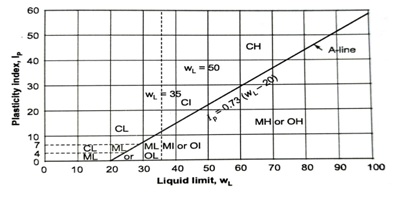 60
50
40
30
20
10
7
4
0
Plasticity index, Ip
CH
A-line
wL = 50
wL = 35
CI
Ip = 0.73 (wL – 20)
CL
MH or OH
CL ML ML MI or OI
ML or OL
0 10 20 30 40 50 60 70 80 90 100
Liquid limit, wL